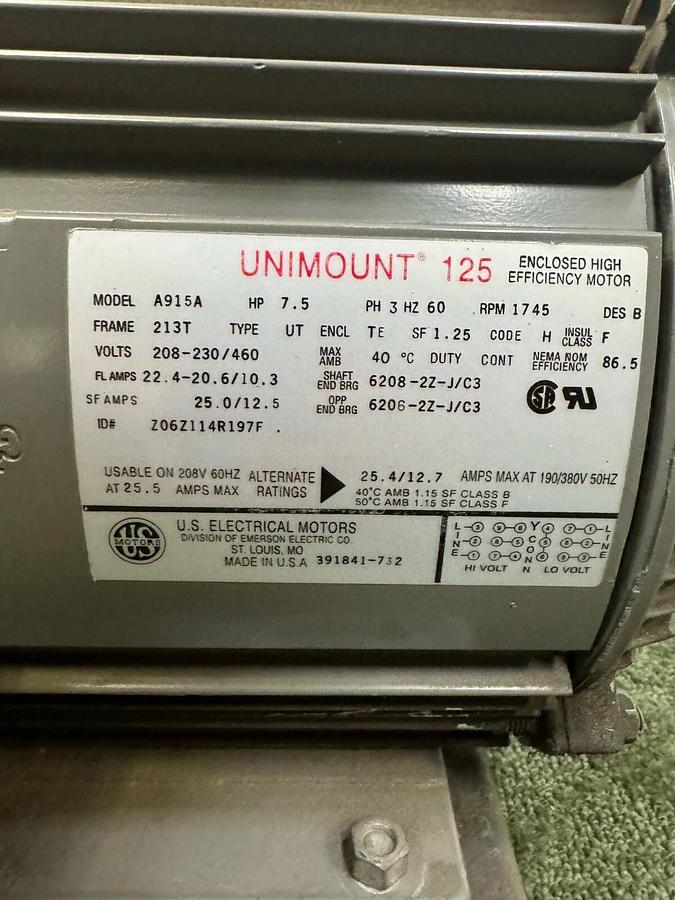 UNIMOUNT® 125 ENCLOSED HIGH EFFICIENCY MOTOR
MODEL A915A HP 7.5 PH 3 HZ 60 RPM 1745 DES B
FRAME 213T TYPE UT ENCL TE SF 1.25 CODE H INSUL CLASS F
VOLTS 208-230/460 MAX AMB 40 °C DUTY CONT NEMA NOM EFFICIENCY 86.5
FL AMPS 22.4-20.6/10.3 SHAFT END BRG 6208-2Z-J/C3
SF AMPS 25.0/12.5 OPP END BRG 6206-2Z-J/C3
ID# Z06Z114R197F .
USABLE ON 208V 60HZ ALTERNATE 25.4/12.7 AMPS MAX AT 190/380V 50HZ
AT 25.5 AMPS MAX RATINGS 40°C AMB 1.15 SF CLASS B
50°C AMB 1.15 SF CLASS F
US MOTORS
U.S. ELECTRICAL MOTORS
DIVISION OF EMERSON ELECTRIC CO.
ST. LOUIS, MO
MADE IN U.S.A 391841-732
LINE Y CONN LINE
HI VOLT LO VOLT